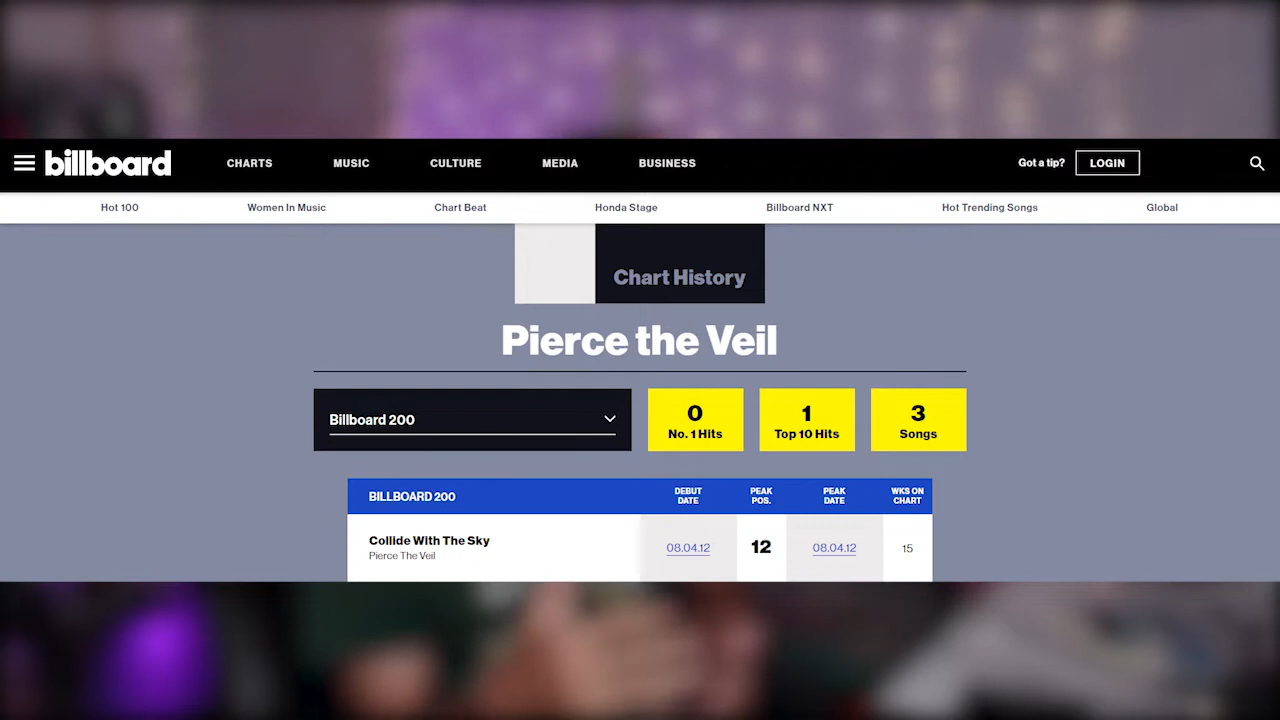 billboard CHARTS MUSIC CULTURE MEDIA BUSINESS Got a tip? LOGIN
Hot 100 Women In Music Chart Beat Honda Stage Billboard NXT Hot Trending Songs Global
Chart History
Pierce the Veil
Billboard 200
0
No. 1 Hits
1
Top 10 Hits
3
Songs
BILLBOARD 200 DEBUT DATE PEAK POS. PEAK DATE WKS ON CHART
Collide With The Sky 08.04.12 12 08.04.12 15
Pierce The Veil